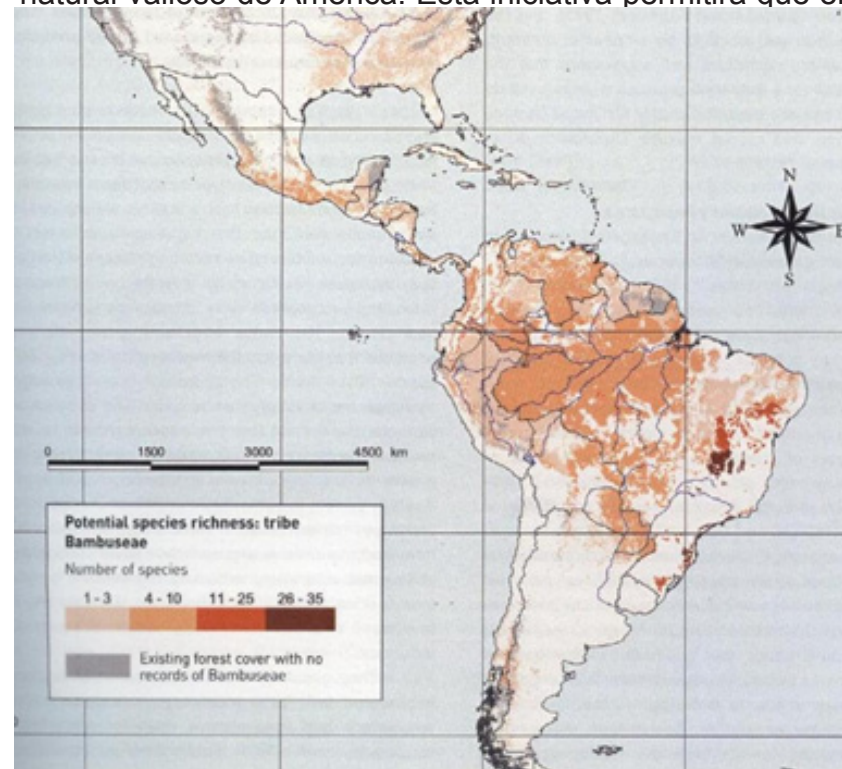 natural valioso de América. Esta iniciativa permitirá que el
N
W E
S
0 1500 3000 4500 km
Potential species richness: tribe
Bambuseae
Number of species
1 - 3 4 - 10 11 - 25 26 - 35
Existing forest cover with no
records of Bambuseae